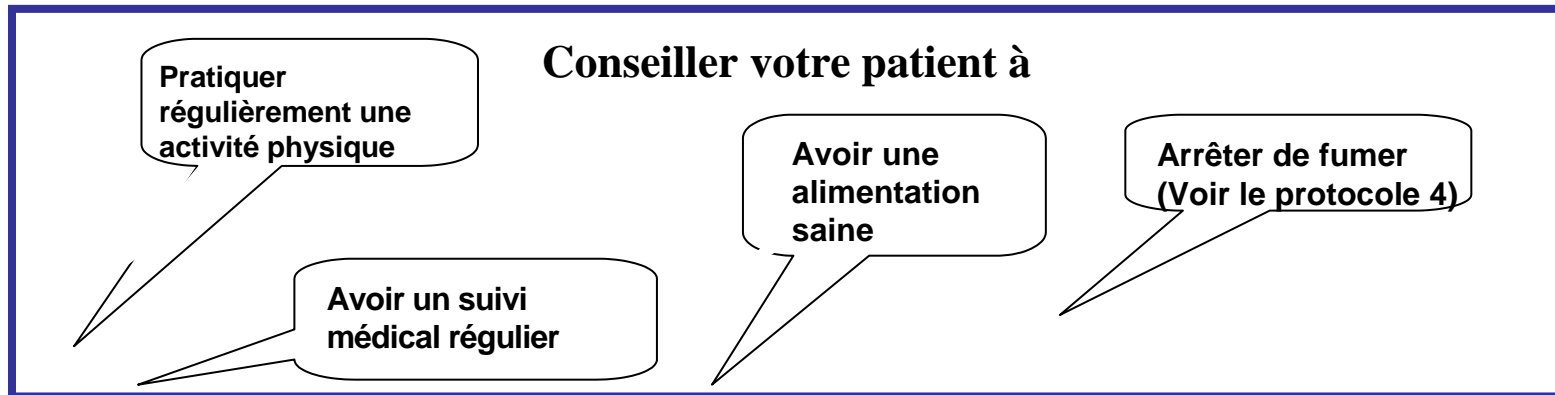 Conseiller votre patient à
Pratiquer
régulièrement une
activité physique
Avoir un suivi
médical régulier
Avoir une
alimentation
saine
Arrêter de fumer
(Voir le protocole 4)